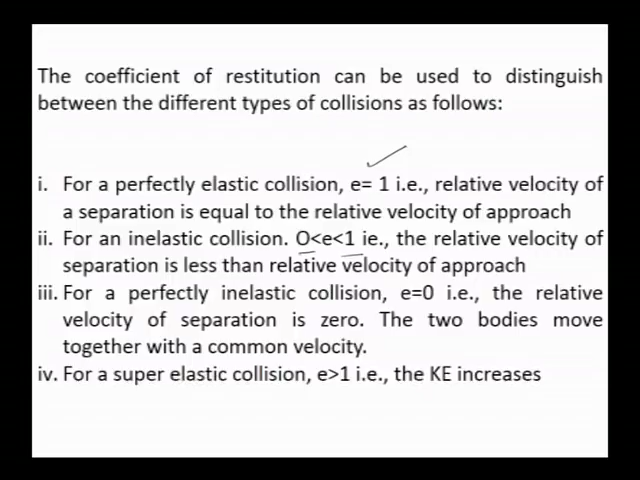 The coefficient of restitution can be used to distinguish
between the different types of collisions as follows:
i. For a perfectly elastic collision, e= 1 i.e., relative velocity of
a separation is equal to the relative velocity of approach
ii. For an inelastic collision. O<e<1 ie., the relative velocity of
separation is less than relative velocity of approach
iii. For a perfectly inelastic collision, e=0 i.e., the relative
velocity of separation is zero. The two bodies move
together with a common velocity.
iv. For a super elastic collision, e>1 i.e., the KE increases